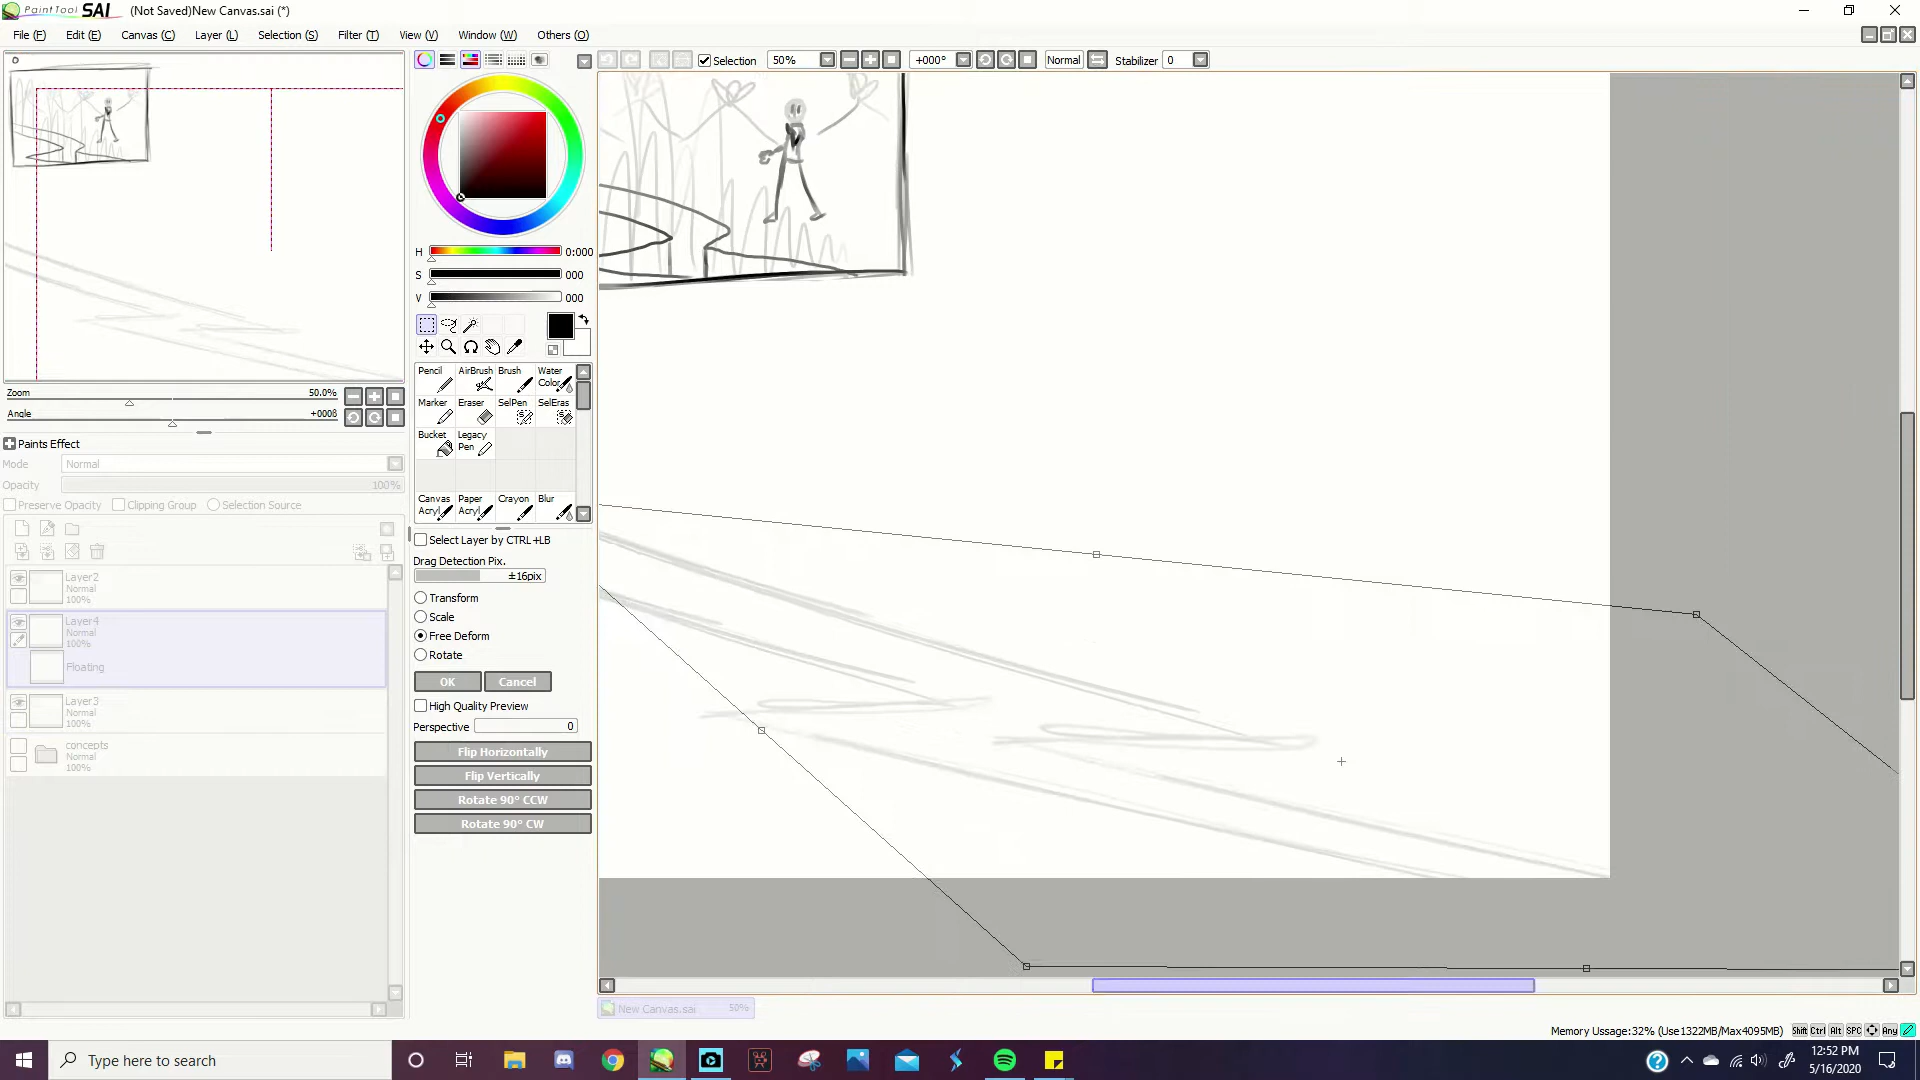 PaintTool SAI (Not Saved)New Canvas.sai (*)
File (F) Edit (E) Canvas (C) Layer (L) Selection (S) Filter (T) View (V) Window (W) Others (O)
Selection 50% +000° Normal Stabilizer 0
H 0:000
S 000
V 000
Zoom 50.0%
Angle +000ß
Paints Effect
Mode Normal
Opacity 100%
Preserve Opacity Clipping Group Selection Source
Layer2
Normal
100%
Layer4
Normal
100%
Floating
Layer3
Normal
100%
concepts
Normal
100%
Pencil AirBrush Brush Water Color
Marker Eraser SelPen SelEras
Bucket Legacy Pen
Canvas Acryl Paper Acryl Crayon Blur
Select Layer by CTRL+LB
Drag Detection Pix.
±16pix
Transform
Scale
Free Deform
Rotate
OK Cancel
High Quality Preview
Perspective 0
Flip Horizontally
Flip Vertically
Rotate 90° CCW
Rotate 90° CW
New Canvas.sai 50%
Memory Ussage:32% (Use1322MB/Max4095MB) Shift Ctrl Alt SPC Any
Type here to search
12:52 PM
5/16/2020